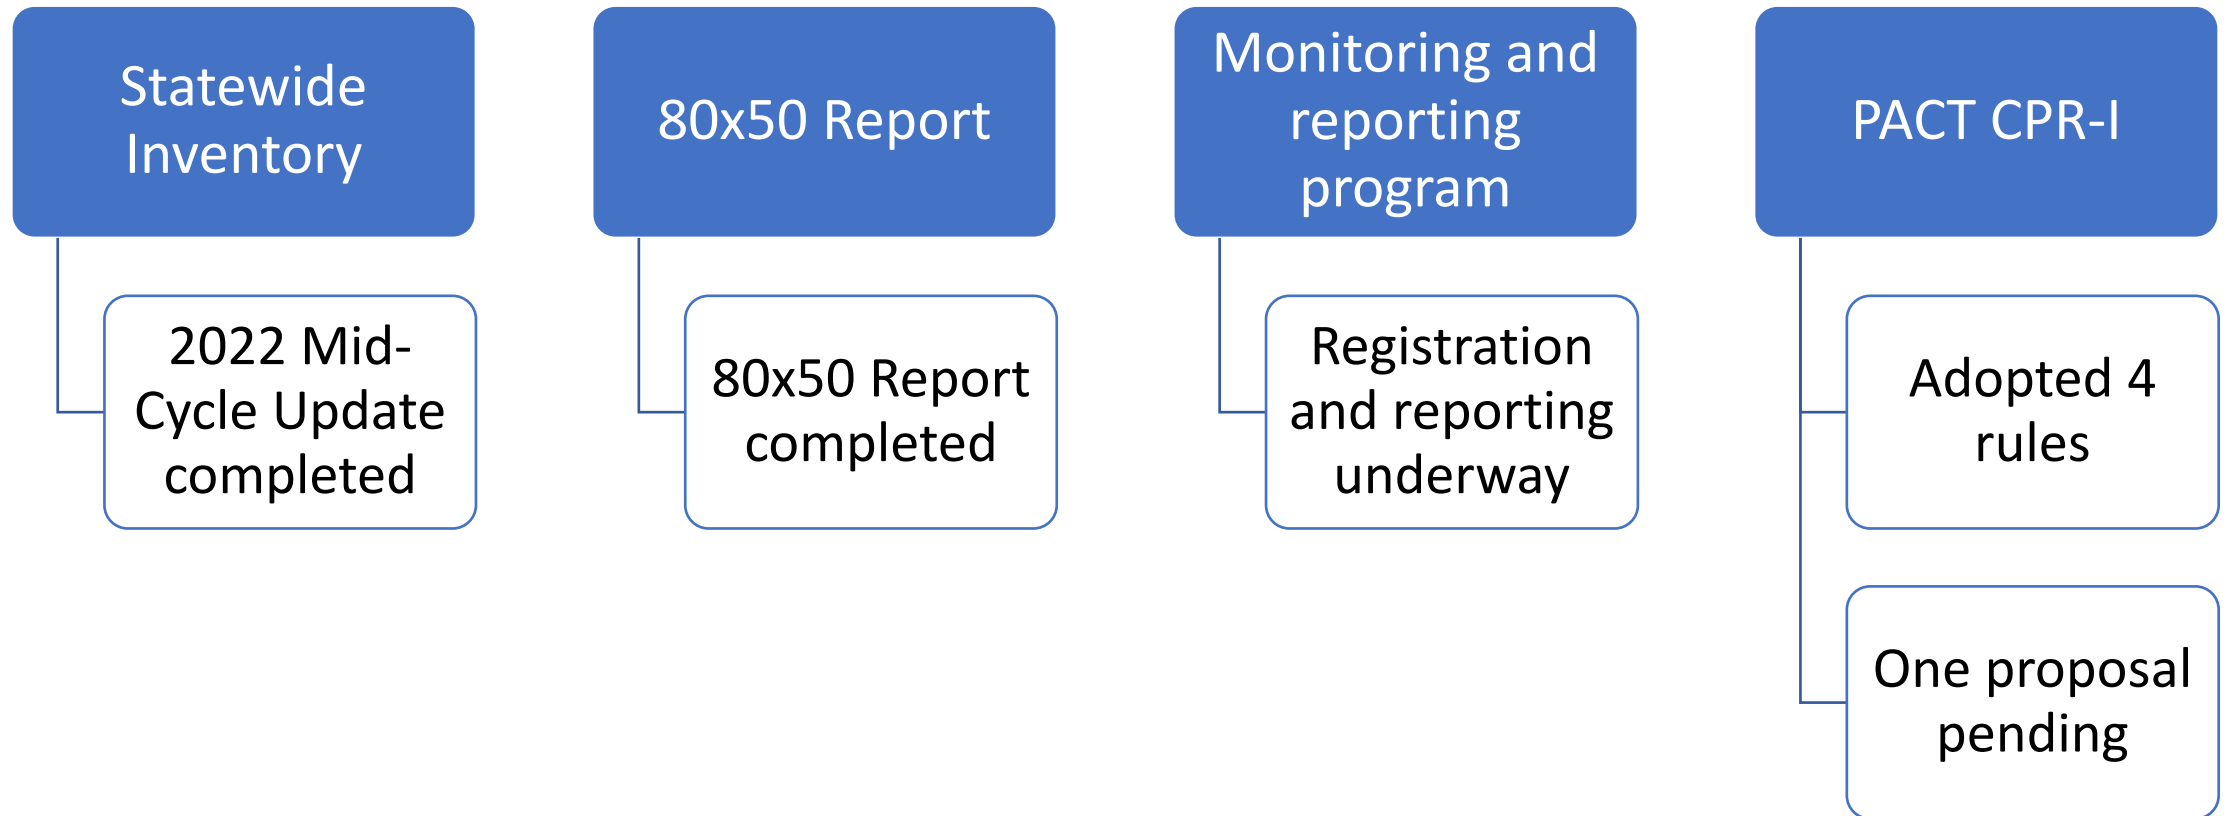 Statewide
Inventory
2022 Mid-
Cycle Update
completed
80x50 Report
80x50 Report
completed
Monitoring and
reporting
program
Registration
and reporting
underway
PACT CPR-I
Adopted 4
rules
One proposal
pending